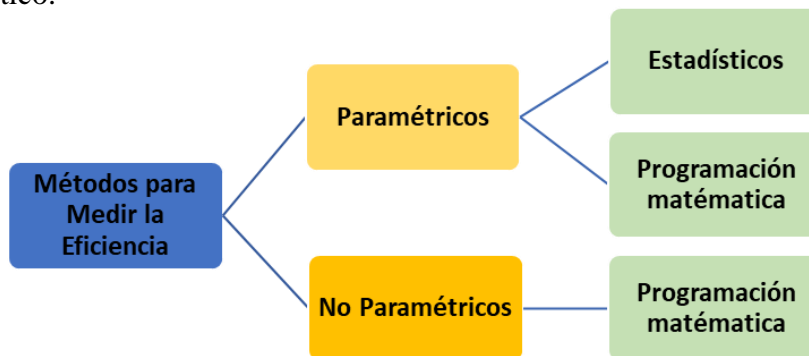 tico.
Métodos para
Medir la
Eficiencia
Paramétricos
Estadísticos
Programación
matématica
No Paramétricos
Programación
matématica